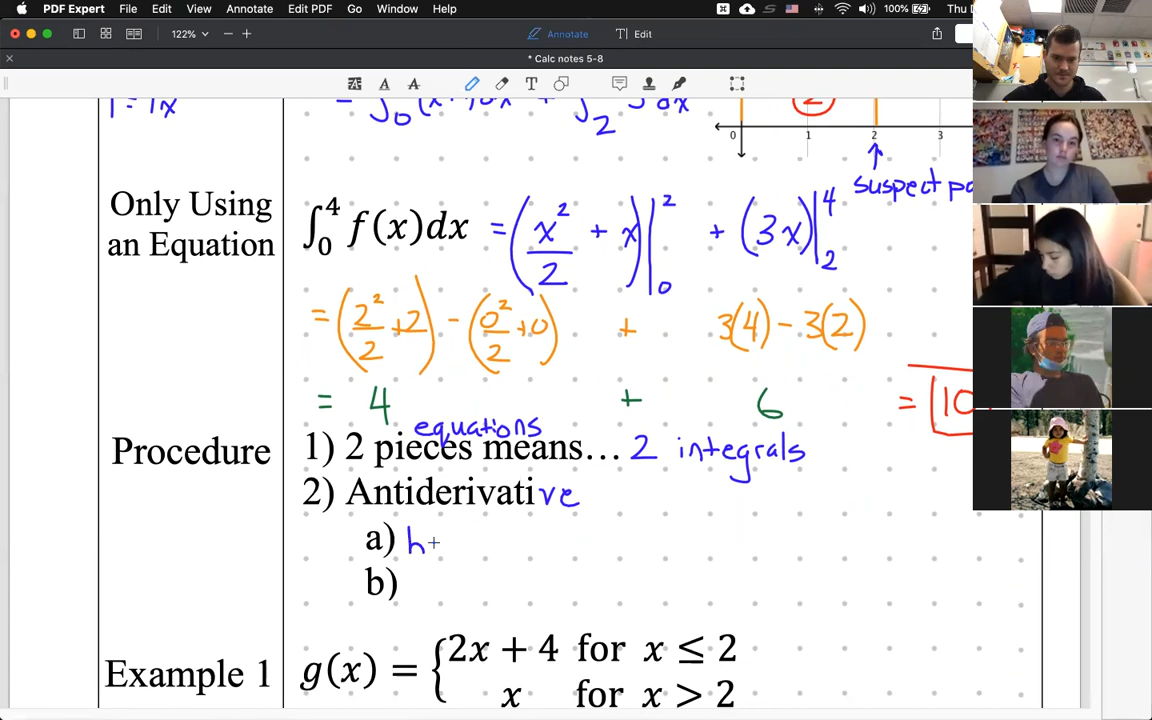 PDF Expert File Edit View Annotate Edit PDF Go Window Help 100% Thu D
122% Annotate Edit
* Calc notes 5-8
0 1 2 3
suspect po
Only Using an Equation
∫₀⁴ f(x)dx = (x²/2 + x)|₀² + (3x)|₂⁴
= (2²/2 + 2) - (0²/2 + 0) + 3(4) - 3(2)
= 4 + 6 = 10
equations
Procedure 1) 2 pieces means… 2 integrals
2) Antiderivative
a) h
b)
Example 1 g(x) = { 2x + 4 for x ≤ 2
x for x > 2